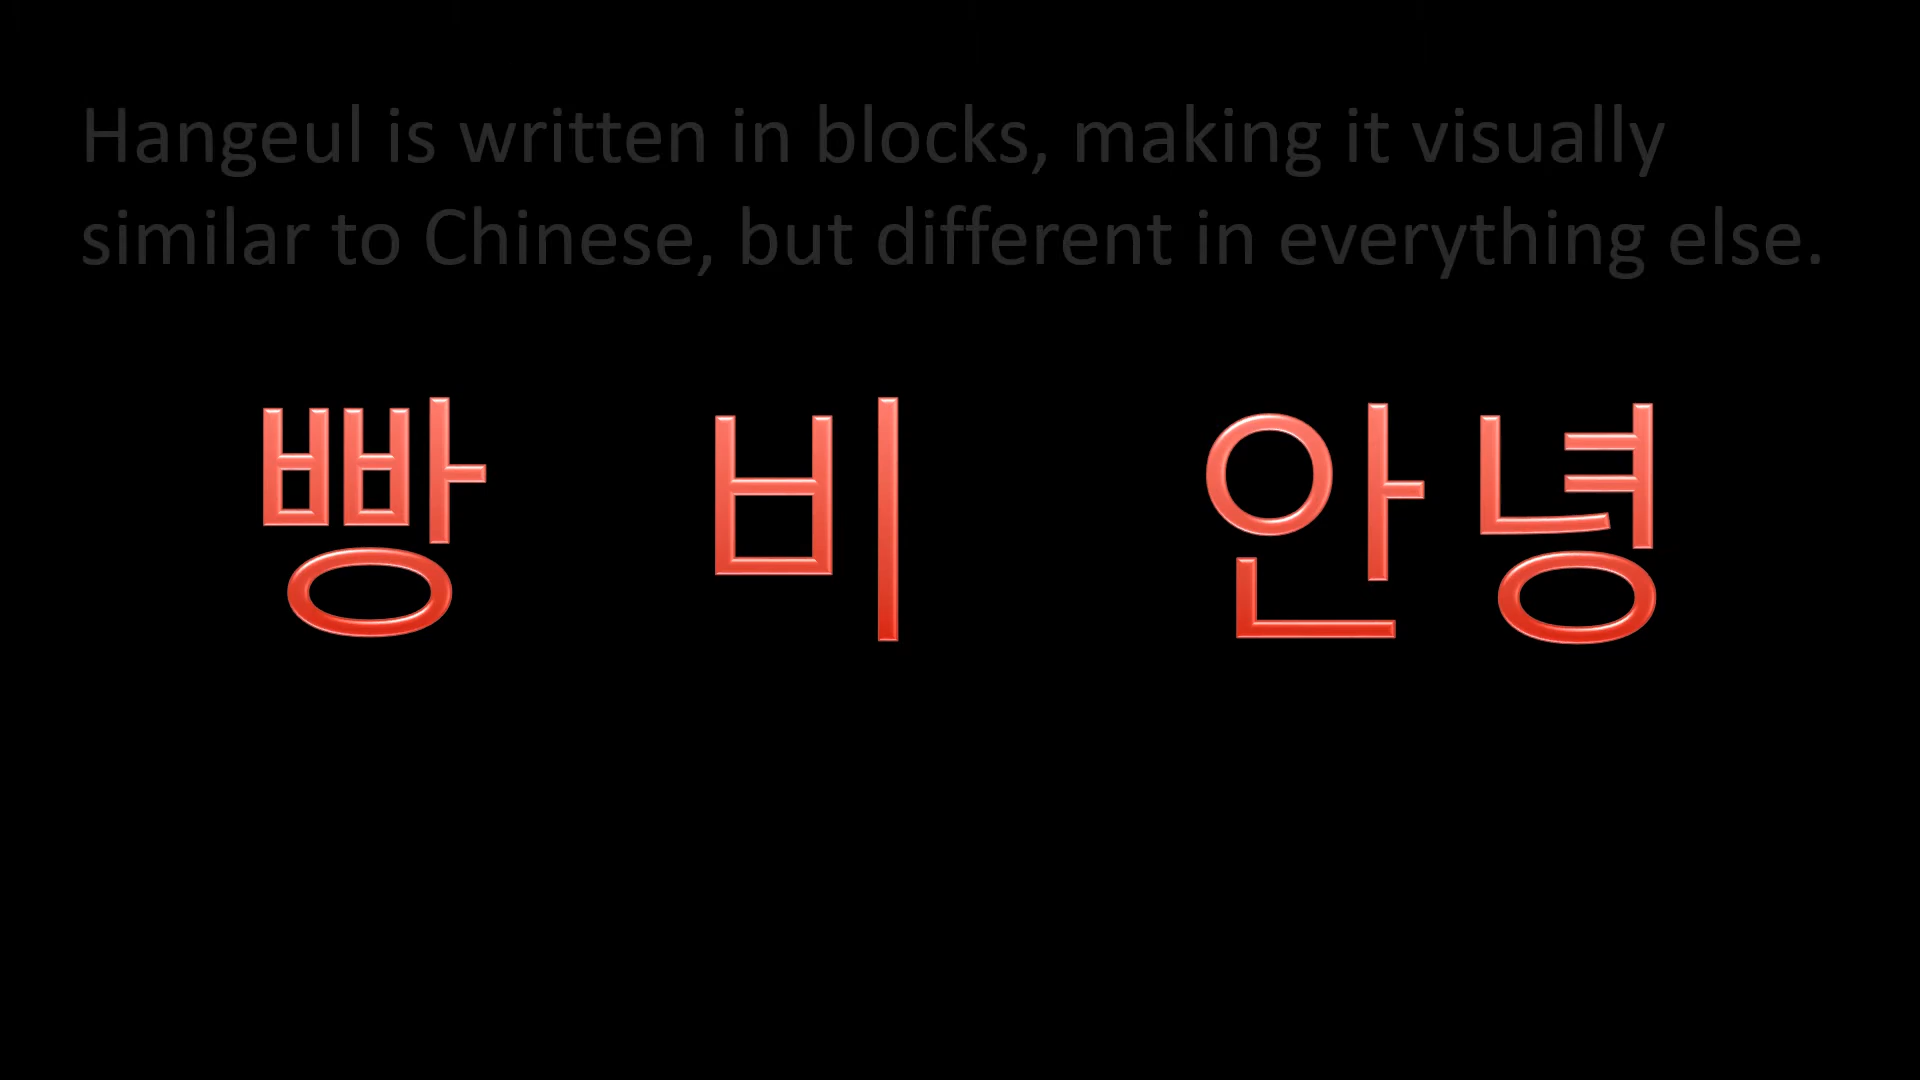 Hangeul is written in blocks, making it visually
similar to Chinese, but different in everything else.
빵 비 안녕